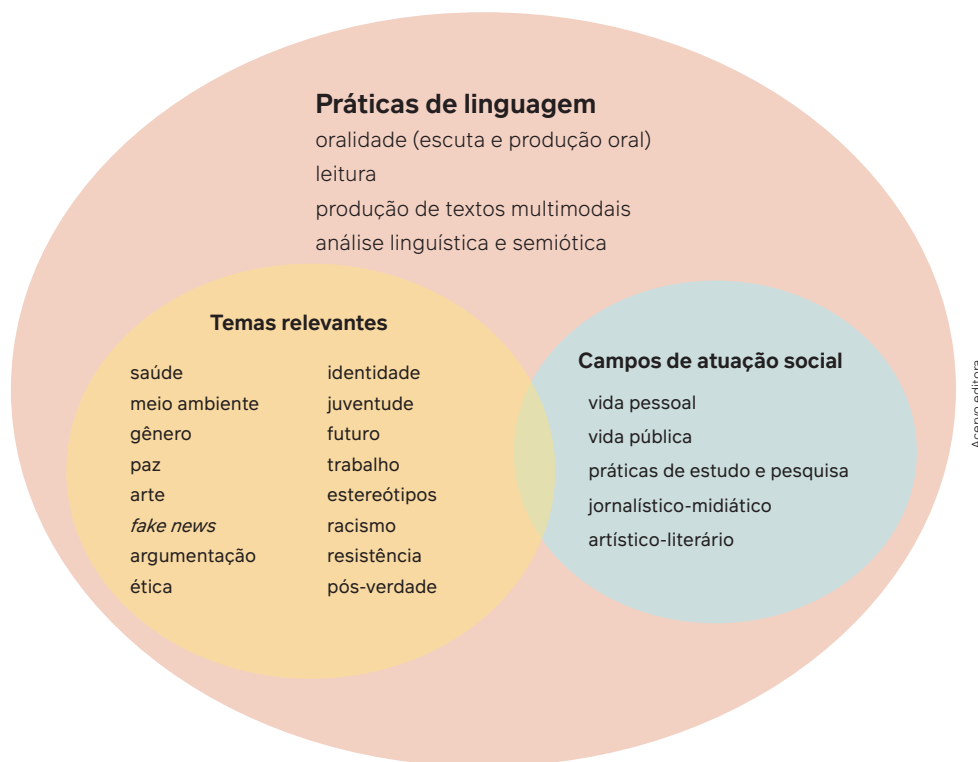 Práticas de linguagem
oralidade (escuta e produção oral)
leitura
produção de textos multimodais
análise linguística e semiótica
Temas relevantes
saúde
meio ambiente
gênero
paz
arte
fake news
argumentação
ética
identidade
juventude
futuro
trabalho
estereótipos
racismo
resistência
pós-verdade
Campos de atuação social
vida pessoal
vida pública
práticas de estudo e pesquisa
jornalístico-midiático
artístico-literário
Acervo editora